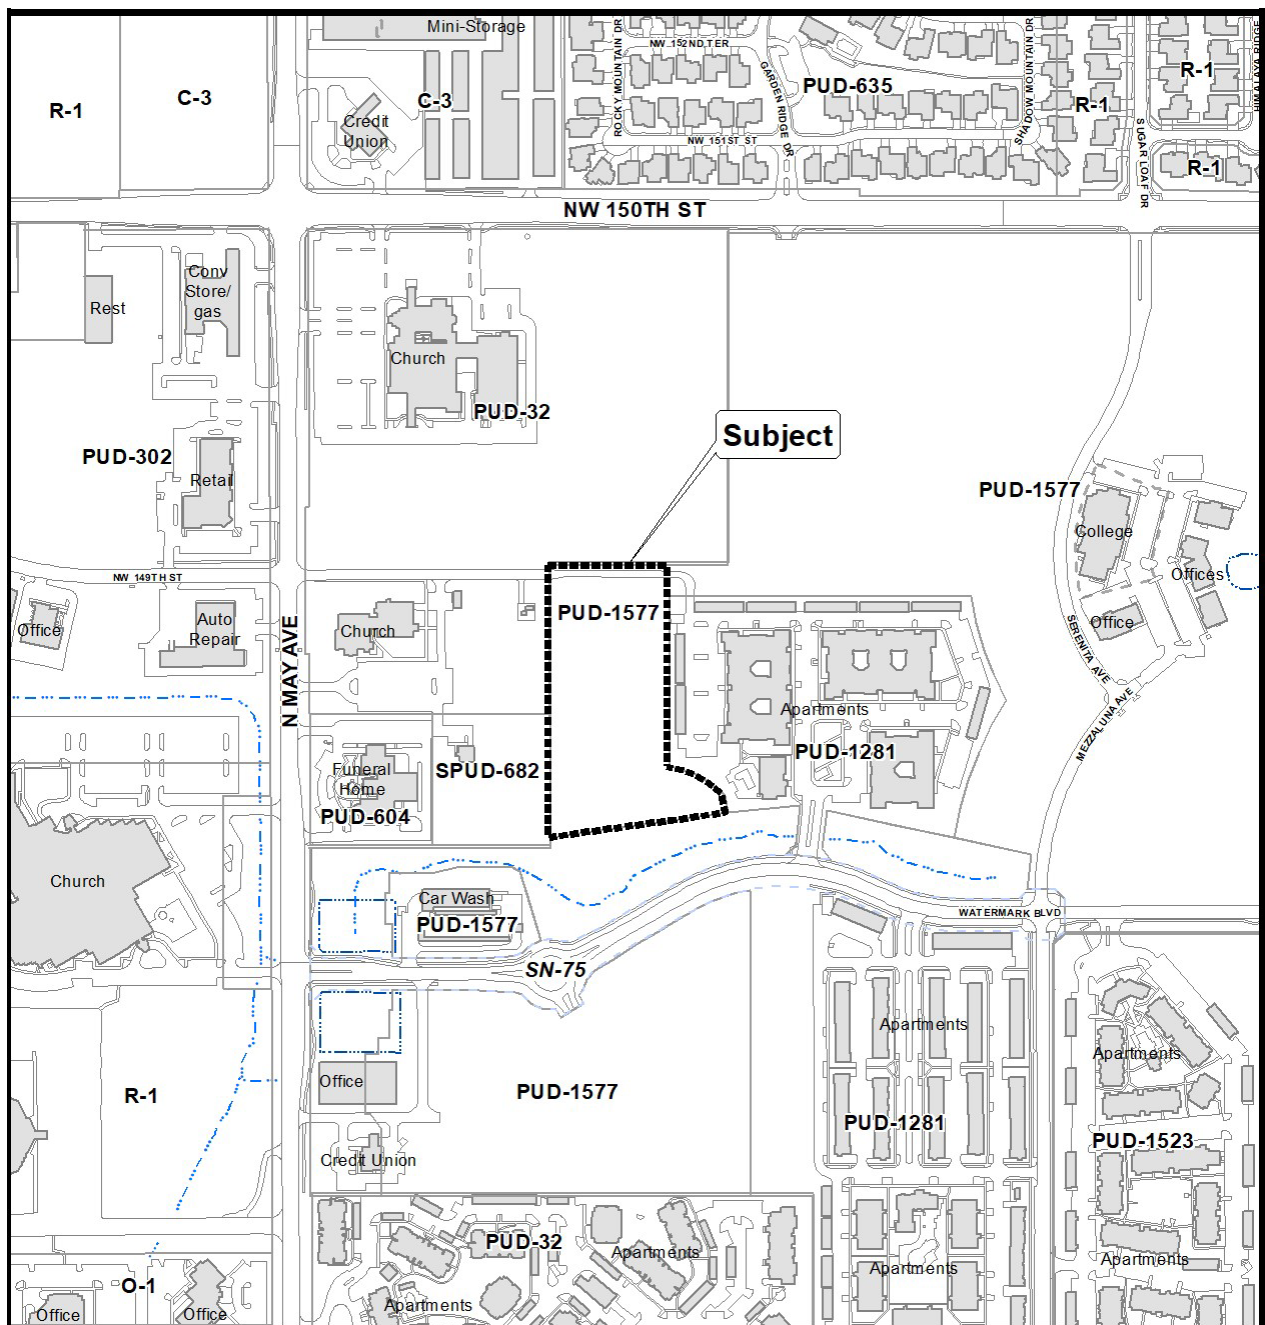 Mini-Storage
ROCKY MOUNTAIN DR
NW 152ND TER
GARDEN RIDGE DR
PUD-635
SHADOW MOUNTAIN DR
R-1
HIMALAYA RIDGE
R-1
C-3
C-3
R-1
Credit
Union
NW 151ST ST
SUGAR LOAF DR
R-1
NW 150TH ST
Conv
Store/
gas
Rest
Church
PUD-32
Subject
PUD-302
Retail
PUD-1577
College
NW 149TH ST
Offices
PUD-1577
Auto
Repair
Office
Church
Office
N MAY AVE
SERENITA AVE
Apartments
MEZZALUNA AVE
PUD-1281
Funeral
Home
SPUD-682
PUD-604
Church
Car Wash
PUD-1577
WATERMARK BLVD
SN-75
Apartments
Apartments
Office
PUD-1577
R-1
PUD-1281
PUD-1523
Credit Union
PUD-32
Apartments
Apartments
Apartments
O-1
Apartments
Office
Office